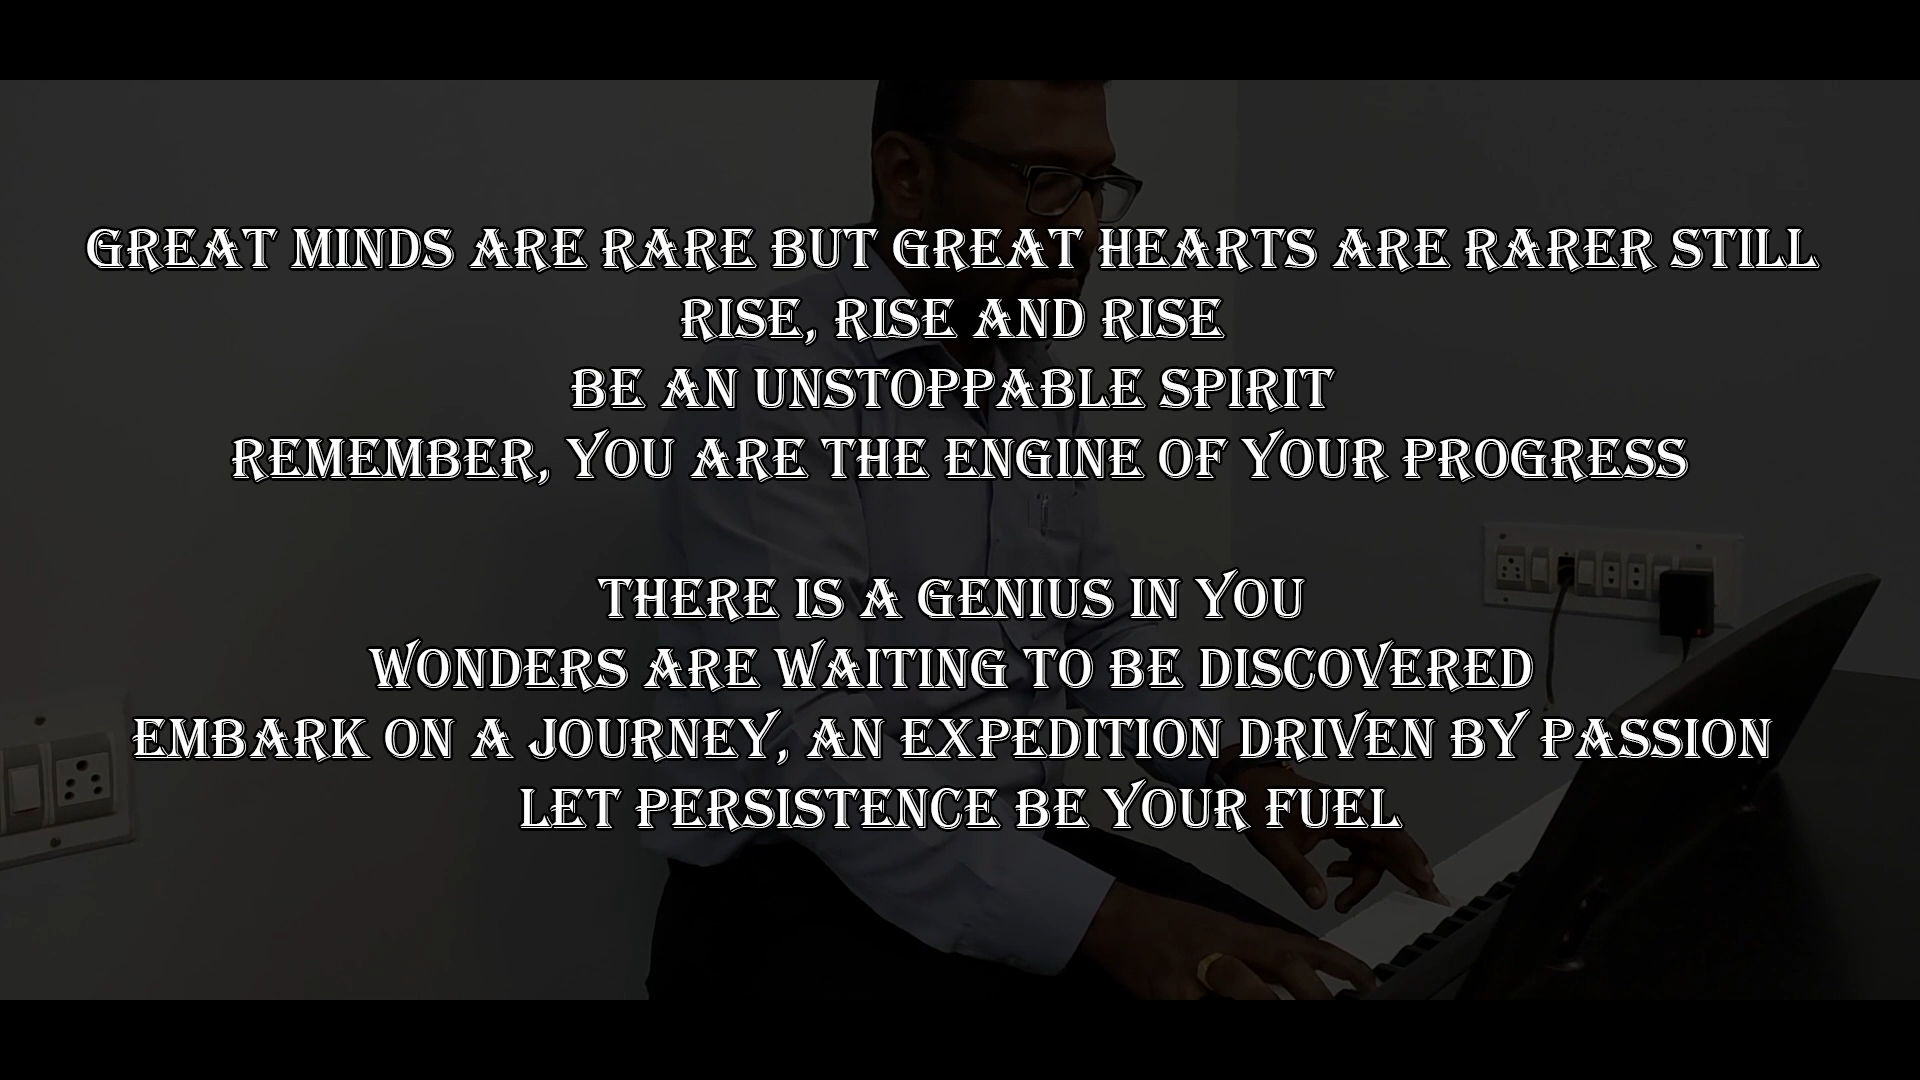 GREAT MINDS ARE RARE BUT GREAT HEARTS ARE RARER STILL
RISE, RISE AND RISE
BE AN UNSTOPPABLE SPIRIT
REMEMBER, YOU ARE THE ENGINE OF YOUR PROGRESS
THERE IS A GENIUS IN YOU
WONDERS ARE WAITING TO BE DISCOVERED
EMBARK ON A JOURNEY, AN EXPEDITION DRIVEN BY PASSION
LET PERSISTENCE BE YOUR FUEL